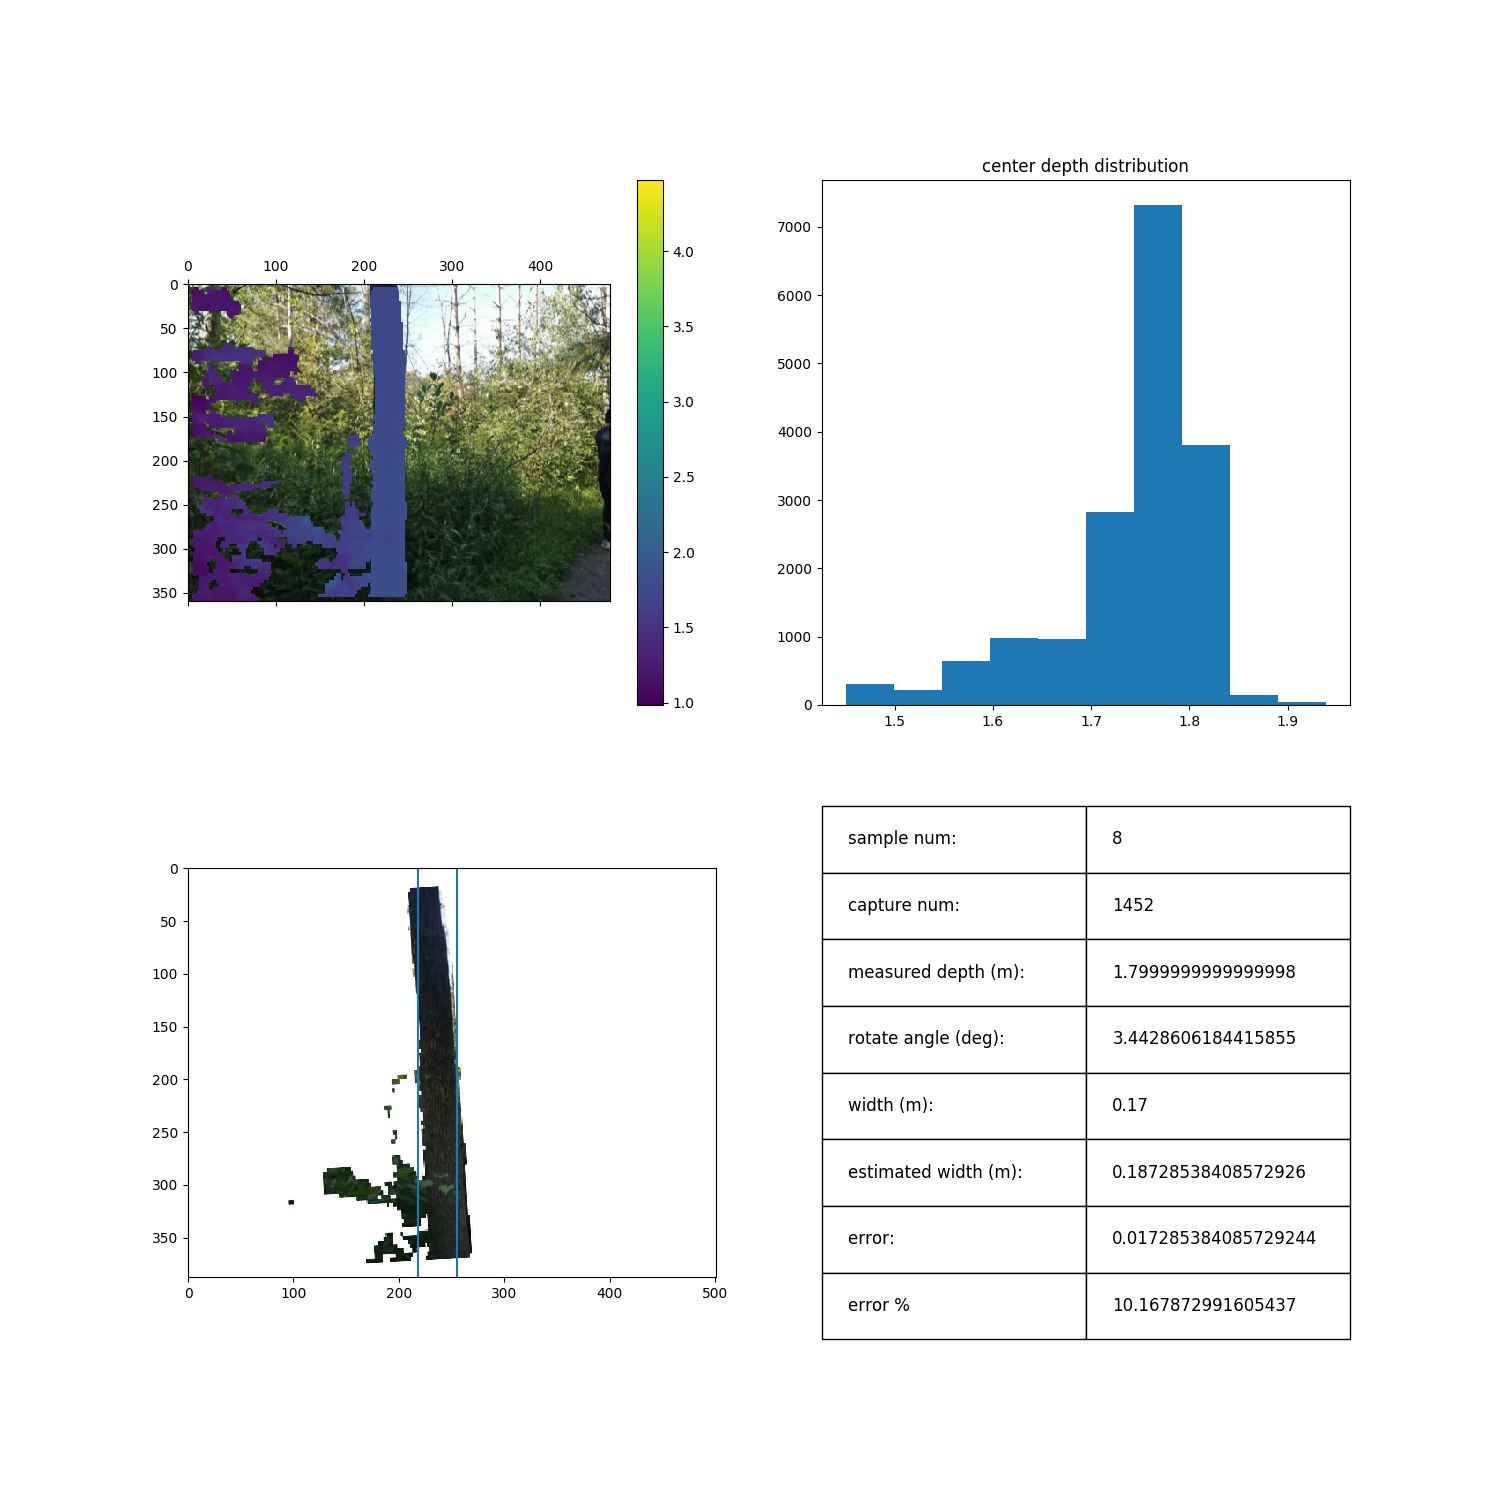 0 100 200 300 400
0
50
100
150
200
250
300
350
4.0
3.5
3.0
2.5
2.0
1.5
1.0
center depth distribution
7000
6000
5000
4000
3000
2000
1000
0
1.5 1.6 1.7 1.8 1.9
0
50
100
150
200
250
300
350
0 100 200 300 400 500
sample num: 8
capture num: 1452
measured depth (m): 1.7999999999999998
rotate angle (deg): 3.4428606184415855
width (m): 0.17
estimated width (m): 0.18728538408572926
error: 0.017285384085729244
error % 10.167872991605437